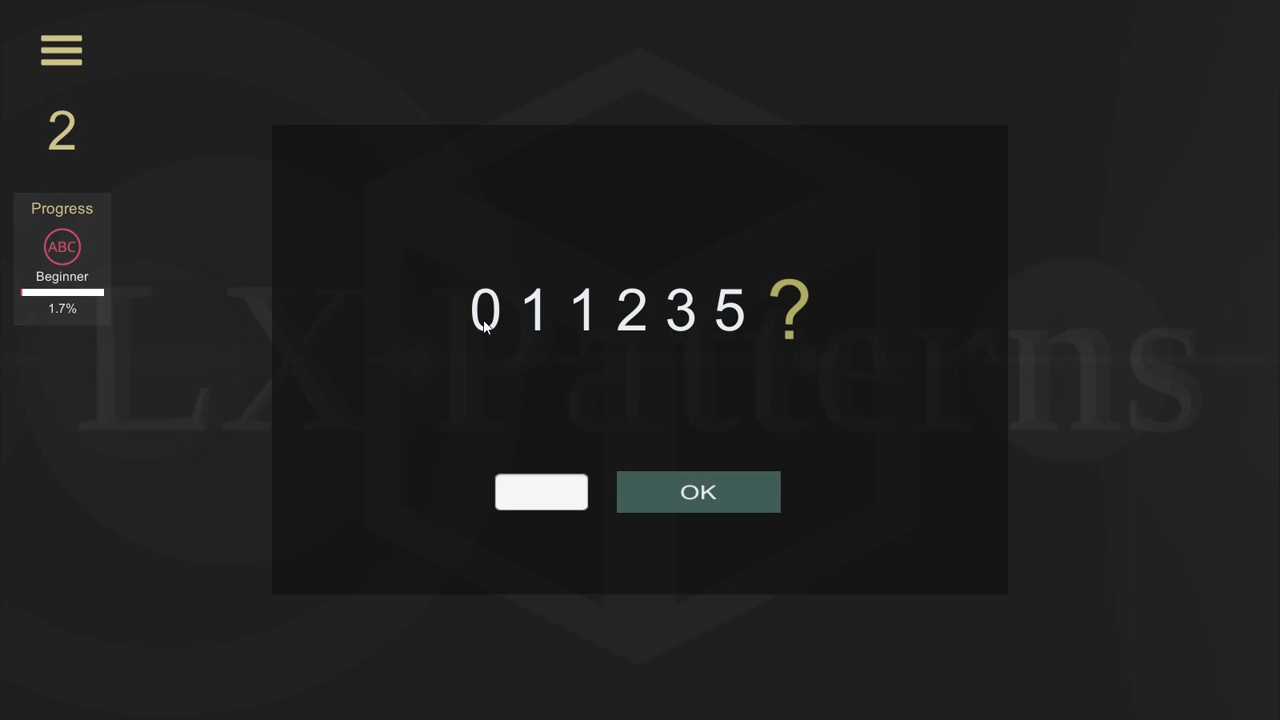 2
Progress
ABC
Beginner
1.7%
0 1 1 2 3 5 ?
OK
LX Patterns